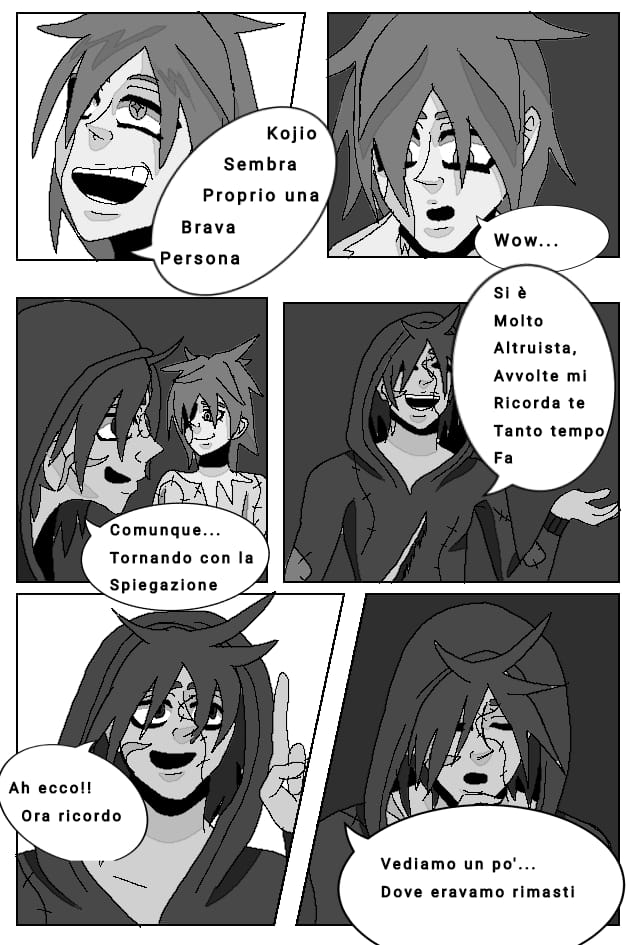 Kojio
Sembra
Proprio una
Brava
Persona
Wow...
Si è
Molto
Altruista,
Avvolte mi
Ricorda te
Tanto tempo
Fa
Comunque...
Tornando con la
Spiegazione
Ah ecco!!
Ora ricordo
Vediamo un po'...
Dove eravamo rimasti